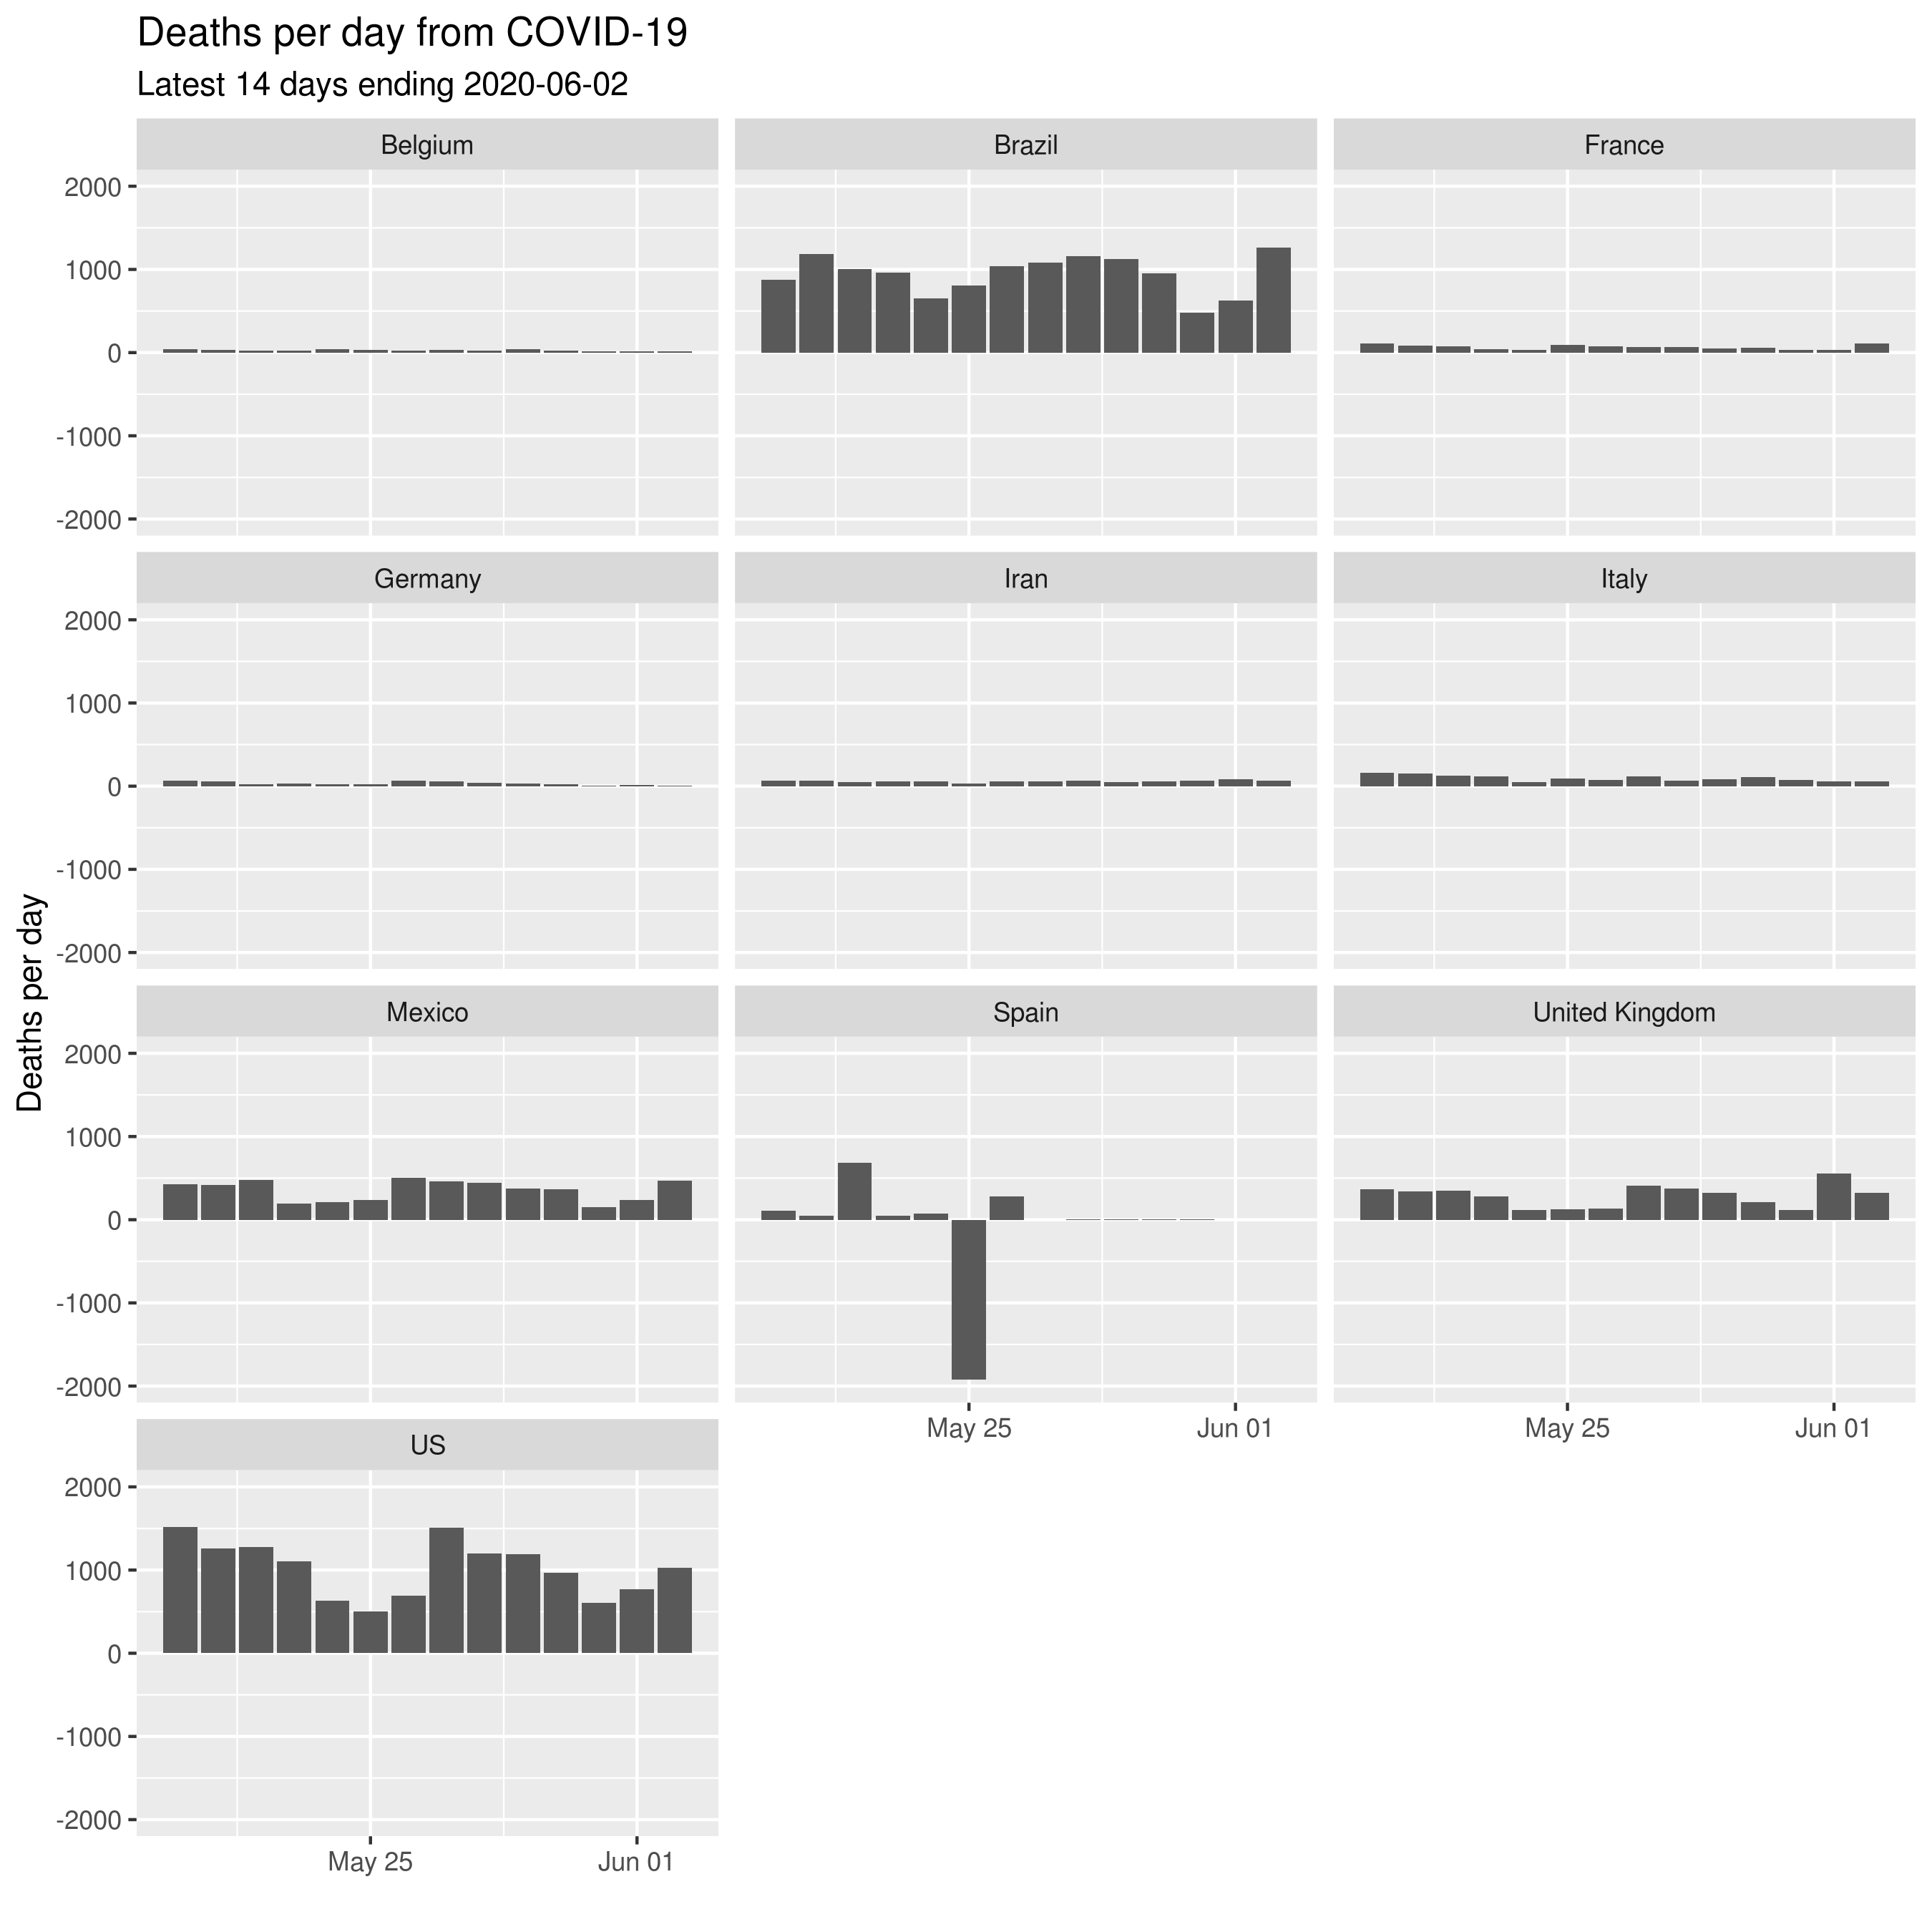 Deaths per day from COVID-19
Latest 14 days ending 2020-06-02
Belgium
Brazil
France
2000
1000
0
-1000
-2000
Germany
Iran
Italy
2000
1000
0
-1000
-2000
Deaths per day
Mexico
Spain
United Kingdom
2000
1000
0
-1000
-2000
May 25
Jun 01
May 25
Jun 01
US
2000
1000
0
-1000
-2000
May 25
Jun 01